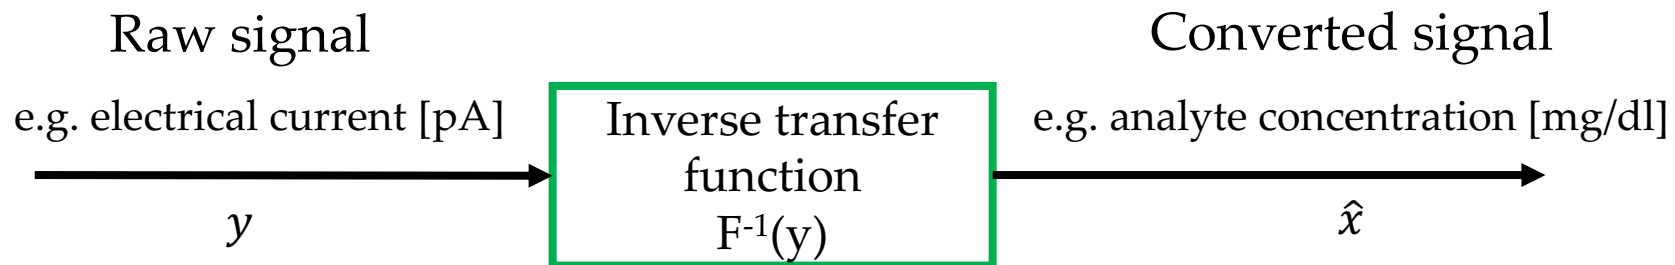 Raw signal
e.g. electrical current [pA]
y
Inverse transfer
function
F⁻¹(y)
Converted signal
e.g. analyte concentration [mg/dl]
x̂